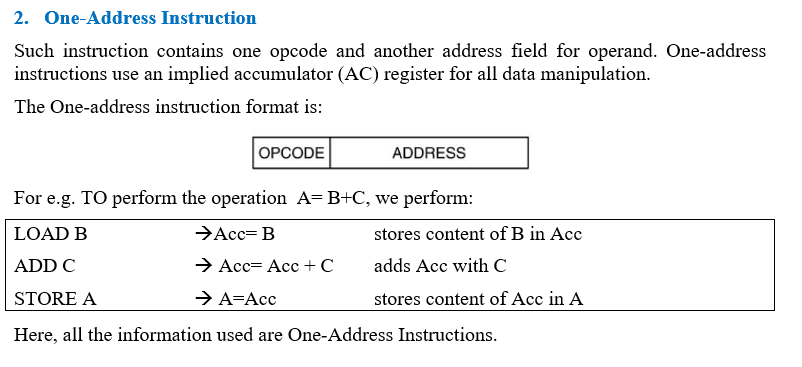 2. One-Address Instruction
Such instruction contains one opcode and another address field for operand. One-address
instructions use an implied accumulator (AC) register for all data manipulation.
The One-address instruction format is:
OPCODE ADDRESS
For e.g. TO perform the operation A= B+C, we perform:
LOAD B →Acc= B stores content of B in Acc
ADD C → Acc= Acc + C adds Acc with C
STORE A → A=Acc stores content of Acc in A
Here, all the information used are One-Address Instructions.